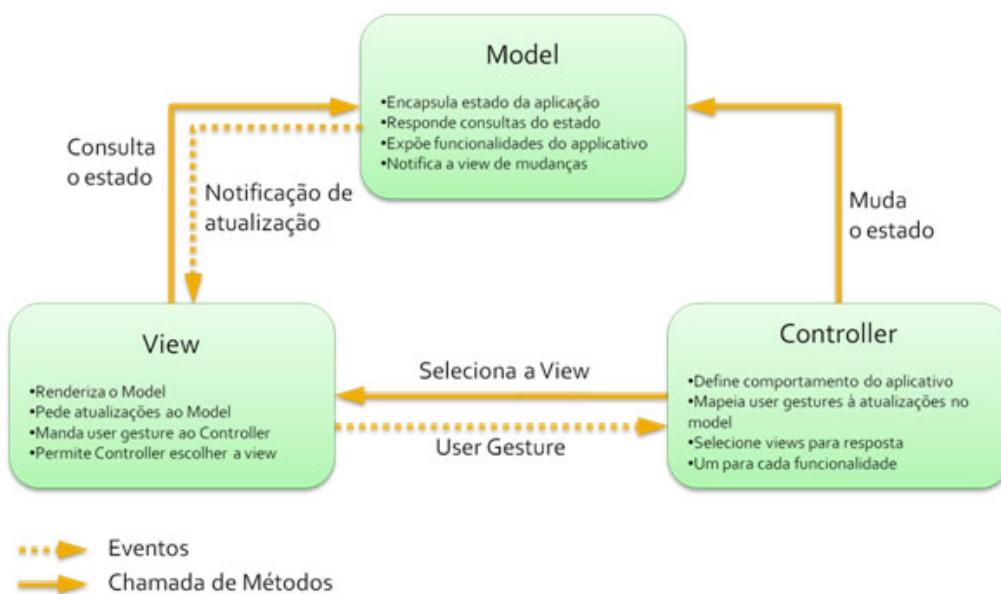 Model
•Encapsula estado da aplicação
•Responde consultas do estado
•Expõe funcionalidades do applicativo
•Notifica a view de mudanças
Consulta
o estado
Notificação de
atualização
Muda
o estado
View
•Renderiza o Model
•Pede atualizações ao Model
•Manda user gesture ao Controller
•Permite Controller escolher a view
Seleciona a View
User Gesture
Controller
•Define comportamento do aplicativo
•Mapeia user gestures à atualizações no
model
•Selecione views para resposta
•Um para cada funcionalidade
Eventos
Chamada de Métodos